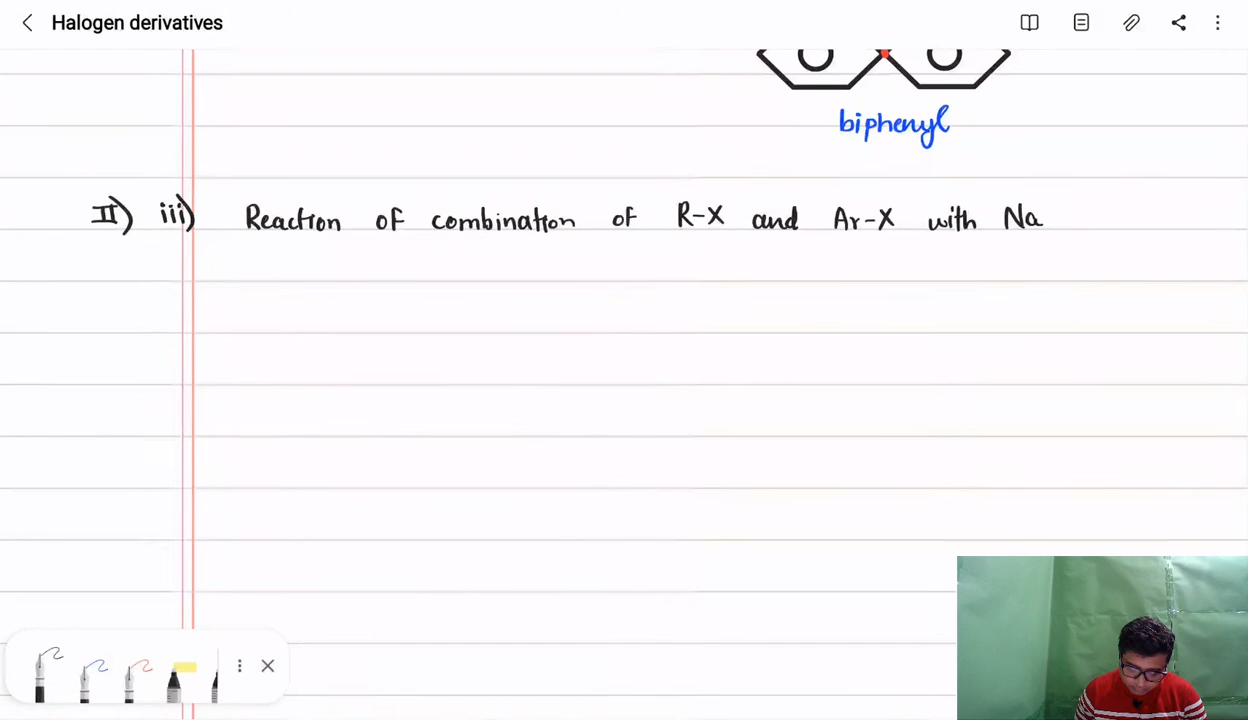 Halogen derivatives
biphenyl
II) iii) Reaction of combination of R-X and Ar-X with Na